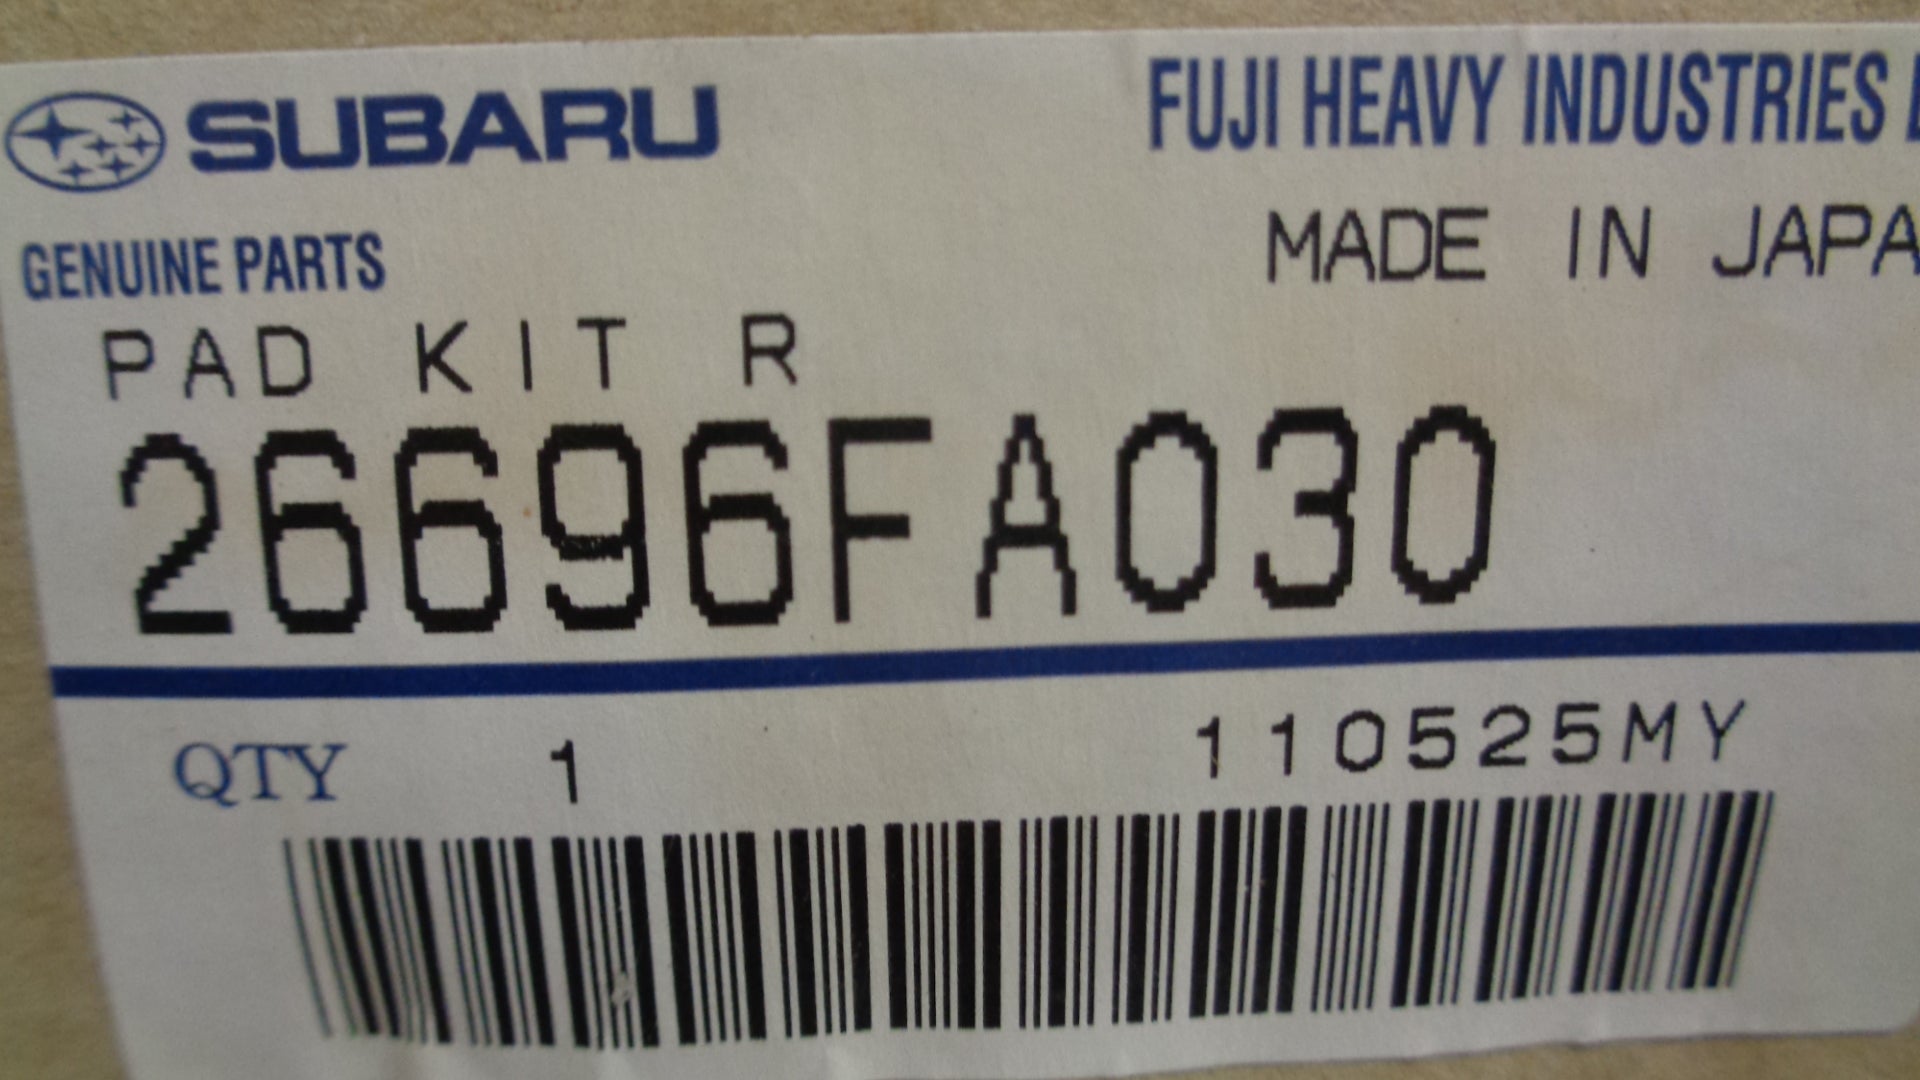 SUBARU
FUJI HEAVY INDUSTRIES
GENUINE PARTS
MADE IN JAPA
PAD KIT R
26696FA030
QTY 1
110525MY